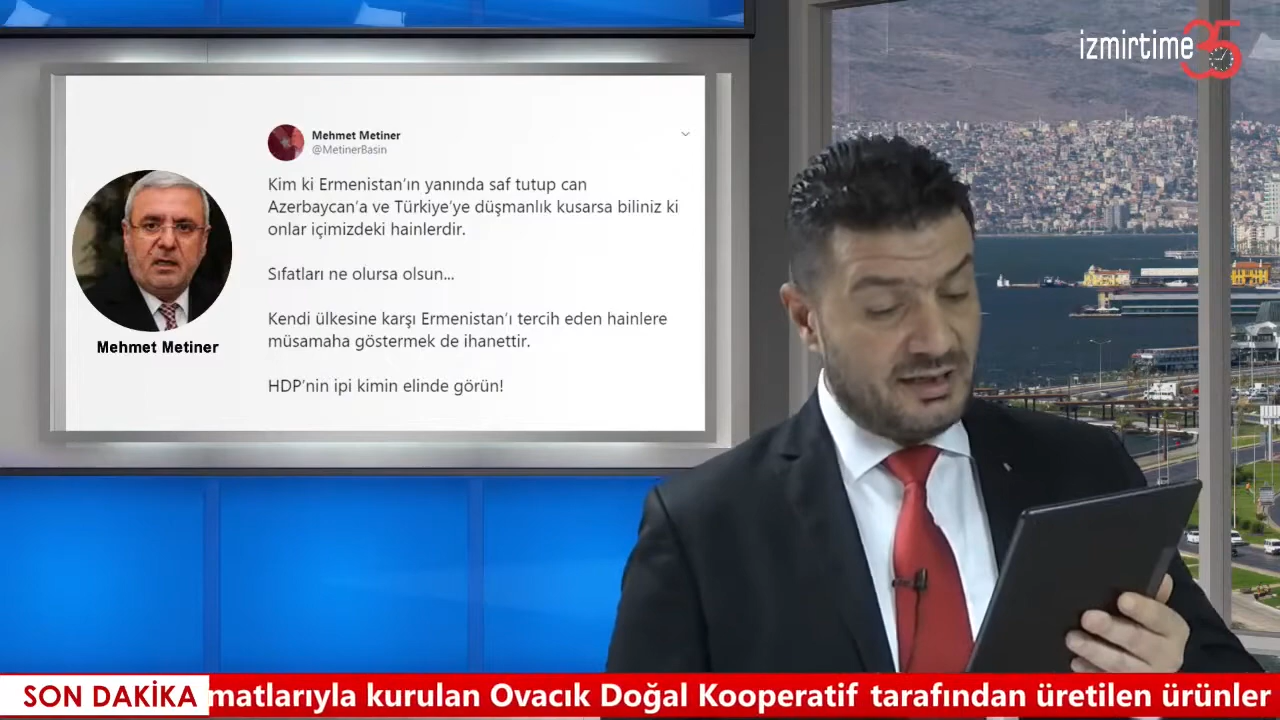 izmirtime35
Mehmet Metiner
@MetinerBasin
Kim ki Ermenistan'ın yanında saf tutup can
Azerbaycan'a ve Türkiye'ye düşmanlık kusarsa biliniz ki
onlar içimizdeki hainlerdir.
Sıfatları ne olursa olsun...
Kendi ülkesine karşı Ermenistan'ı tercih eden hainlere
müsamaha göstermek de ihanettir.
HDP'nin ipi kimin elinde görün!
Mehmet Metiner
SON DAKİKA
matlarıyla kurulan Ovacık Doğal Kooperatif tarafından üretilen ürünler